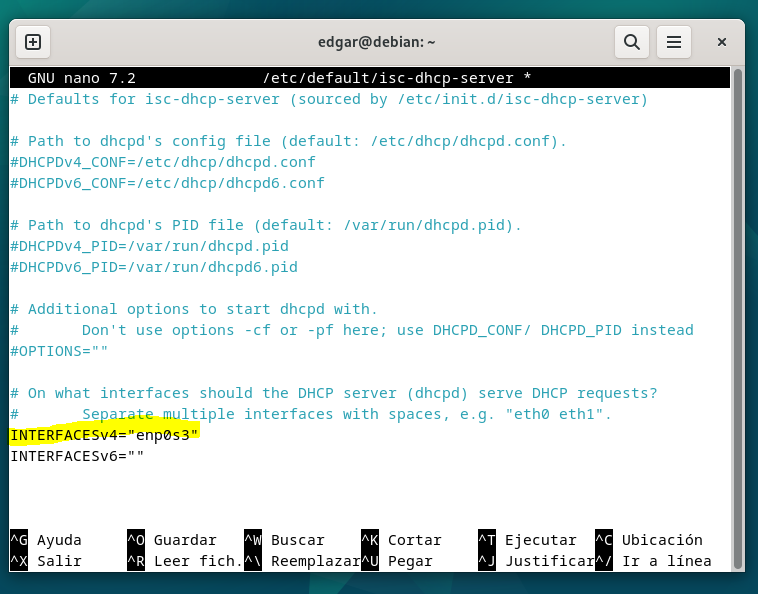 edgar@debian: ~
GNU nano 7.2 /etc/default/isc-dhcp-server *
# Defaults for isc-dhcp-server (sourced by /etc/init.d/isc-dhcp-server)
# Path to dhcpd's config file (default: /etc/dhcp/dhcpd.conf).
#DHCPDv4_CONF=/etc/dhcp/dhcpd.conf
#DHCPDv6_CONF=/etc/dhcp/dhcpd6.conf
# Path to dhcpd's PID file (default: /var/run/dhcpd.pid).
#DHCPDv4_PID=/var/run/dhcpd.pid
#DHCPDv6_PID=/var/run/dhcpd6.pid
# Additional options to start dhcpd with.
#       Don't use options -cf or -pf here; use DHCPD_CONF/ DHCPD_PID instead
#OPTIONS=""
# On what interfaces should the DHCP server (dhcpd) serve DHCP requests?
#       Separate multiple interfaces with spaces, e.g. "eth0 eth1".
INTERFACESv4="enp0s3"
INTERFACESv6=""
^G Ayuda ^O Guardar ^W Buscar ^K Cortar ^T Ejecutar ^C Ubicación
^X Salir ^R Leer fich. ^\ Reemplazar ^U Pegar ^J Justificar ^/ Ir a línea